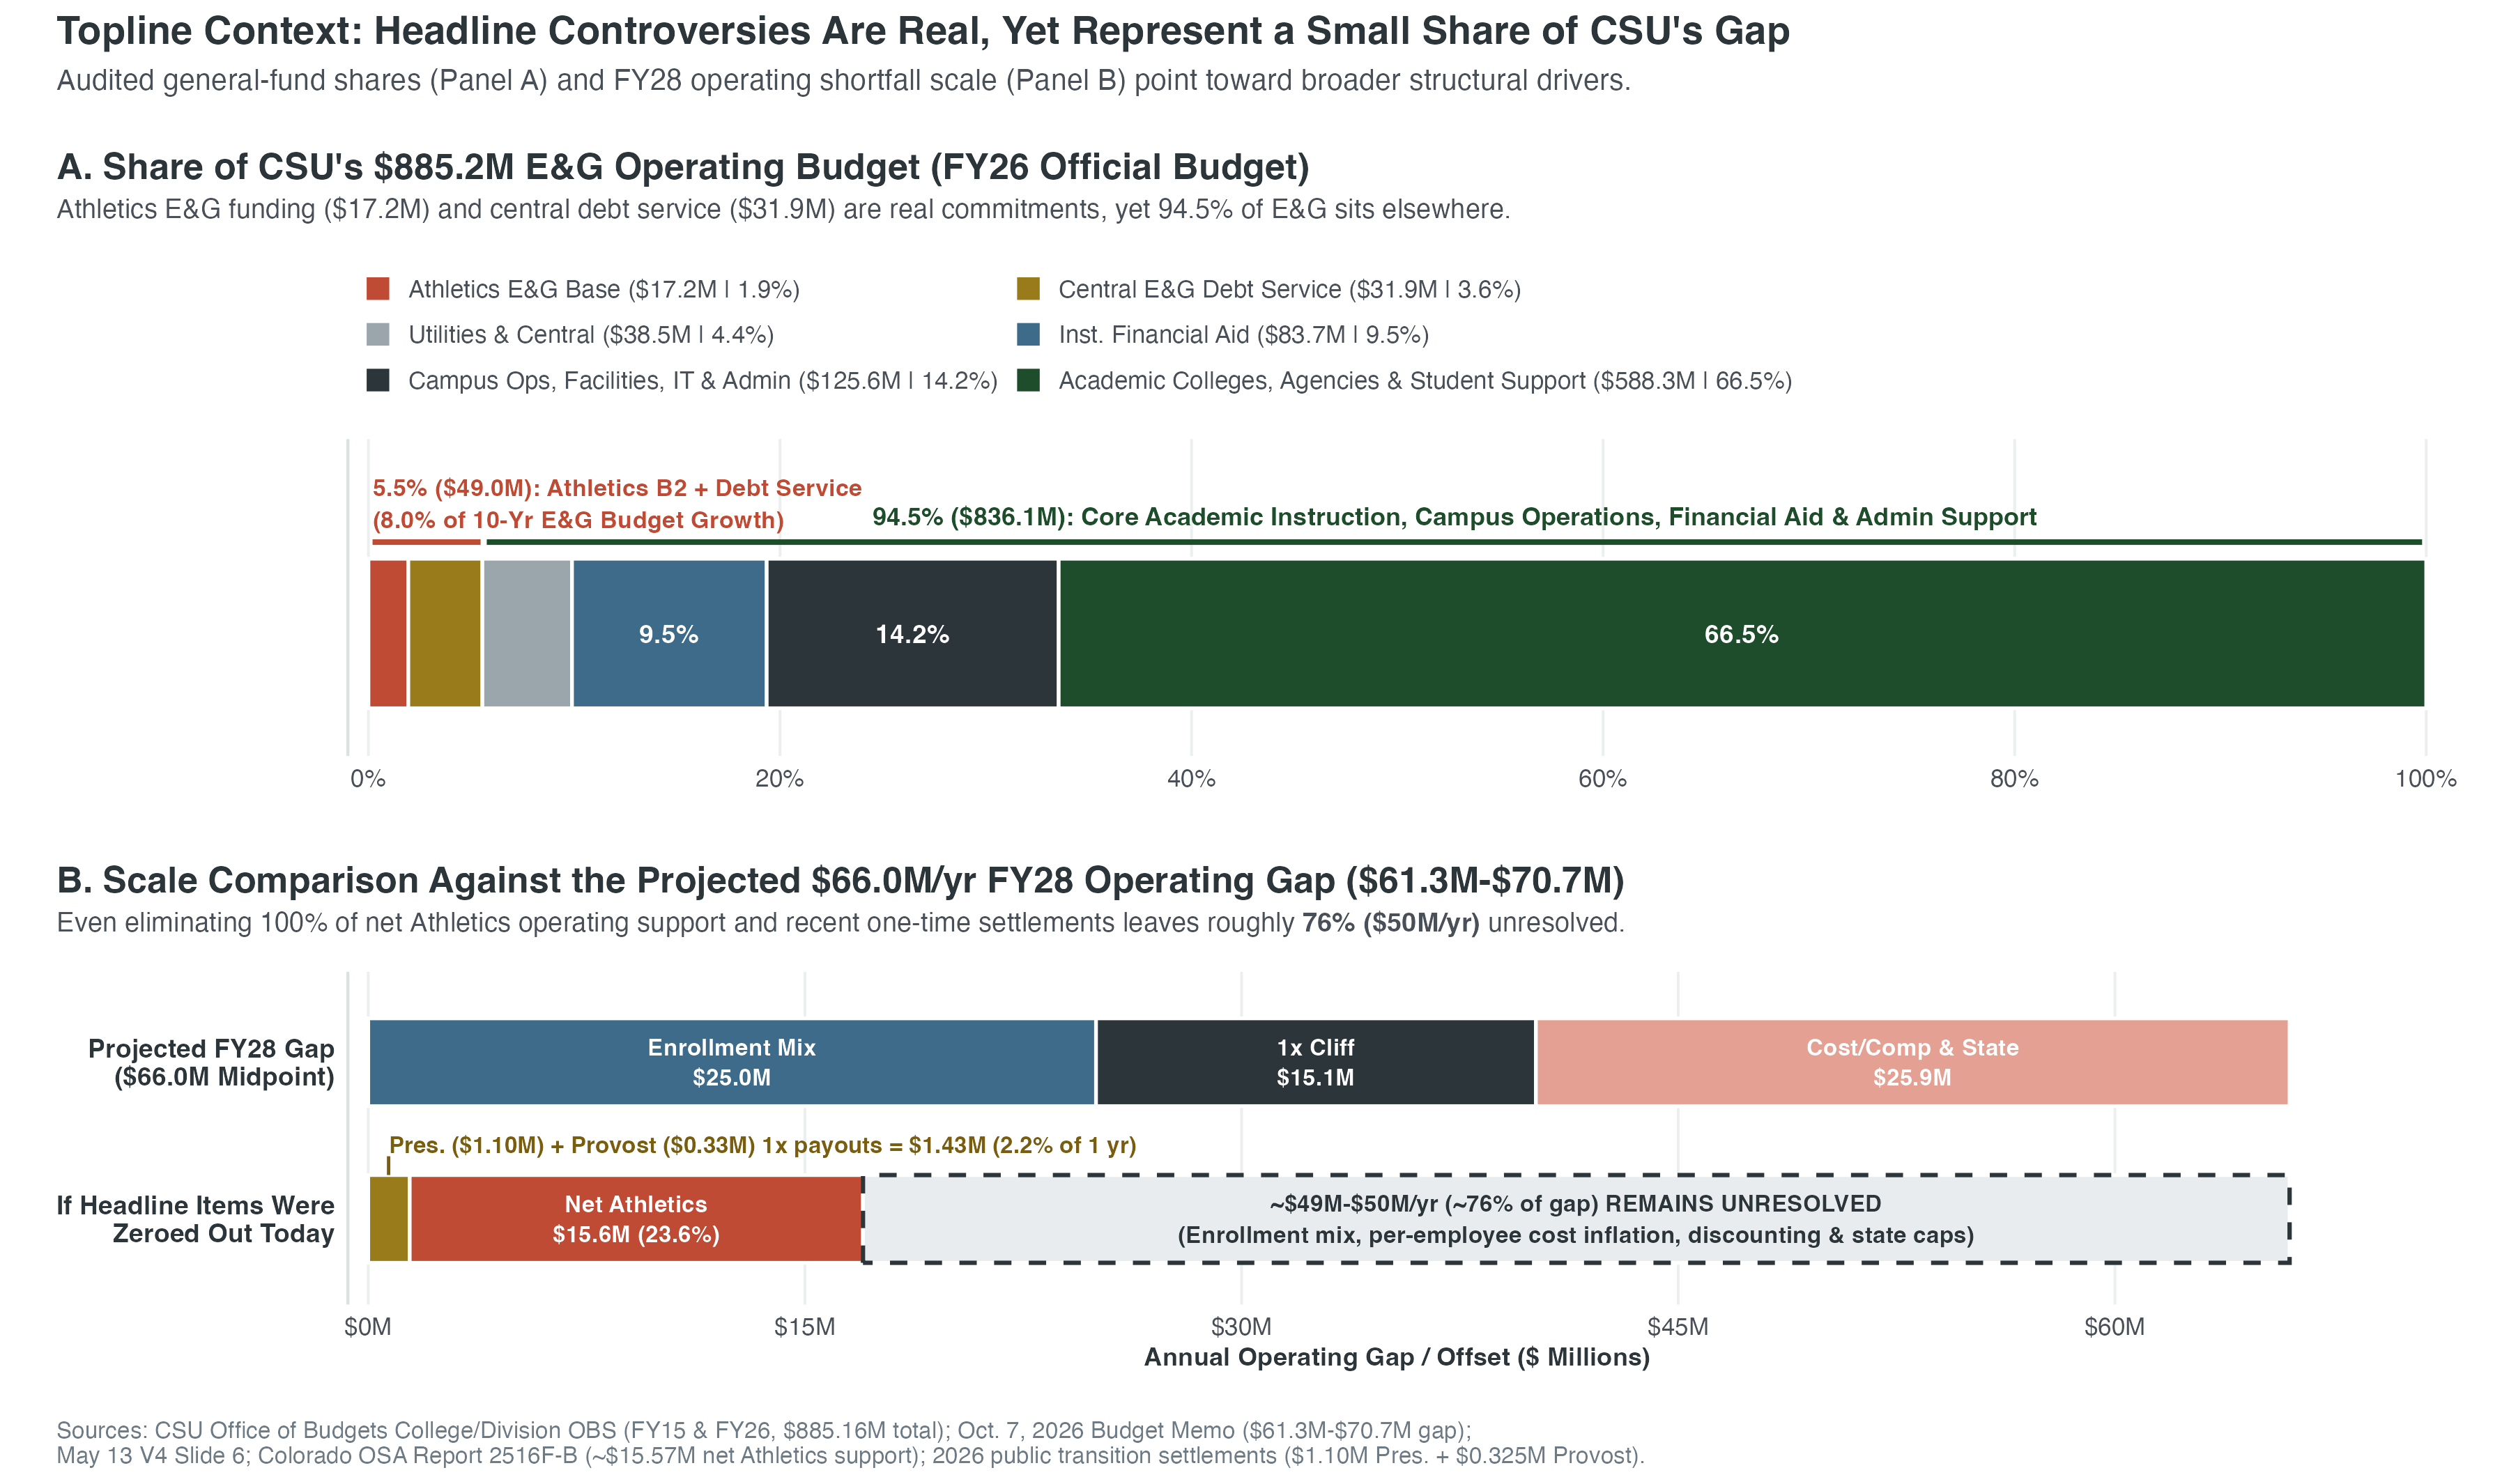 Topline Context: Headline Controversies Are Real, Yet Represent a Small Share of CSU's Gap
Audited general-fund shares (Panel A) and FY28 operating shortfall scale (Panel B) point toward broader structural drivers.
A. Share of CSU's $885.2M E&G Operating Budget (FY26 Official Budget)
Athletics E&G funding ($17.2M) and central debt service ($31.9M) are real commitments, yet 94.5% of E&G sits elsewhere.
Athletics E&G Base ($17.2M | 1.9%)
Central E&G Debt Service ($31.9M | 3.6%)
Utilities & Central ($38.5M | 4.4%)
Inst. Financial Aid ($83.7M | 9.5%)
Campus Ops, Facilities, IT & Admin ($125.6M | 14.2%)
Academic Colleges, Agencies & Student Support ($588.3M | 66.5%)
5.5% ($49.0M): Athletics B2 + Debt Service
(8.0% of 10-Yr E&G Budget Growth)
94.5% ($836.1M): Core Academic Instruction, Campus Operations, Financial Aid & Admin Support
9.5%
14.2%
66.5%
0%
20%
40%
60%
80%
100%
B. Scale Comparison Against the Projected $66.0M/yr FY28 Operating Gap ($61.3M-$70.7M)
Even eliminating 100% of net Athletics operating support and recent one-time settlements leaves roughly 76% ($50M/yr) unresolved.
Projected FY28 Gap
($66.0M Midpoint)
Enrollment Mix
$25.0M
1x Cliff
$15.1M
Cost/Comp & State
$25.9M
Pres. ($1.10M) + Provost ($0.33M) 1x payouts = $1.43M (2.2% of 1 yr)
If Headline Items Were
Zeroed Out Today
Net Athletics
$15.6M (23.6%)
~$49M-$50M/yr (~76% of gap) REMAINS UNRESOLVED
(Enrollment mix, per-employee cost inflation, discounting & state caps)
$0M
$15M
$30M
$45M
$60M
Annual Operating Gap / Offset ($ Millions)
Sources: CSU Office of Budgets College/Division OBS (FY15 & FY26, $885.16M total); Oct. 7, 2026 Budget Memo ($61.3M-$70.7M gap);
May 13 V4 Slide 6; Colorado OSA Report 2516F-B (~$15.57M net Athletics support); 2026 public transition settlements ($1.10M Pres. + $0.325M Provost).